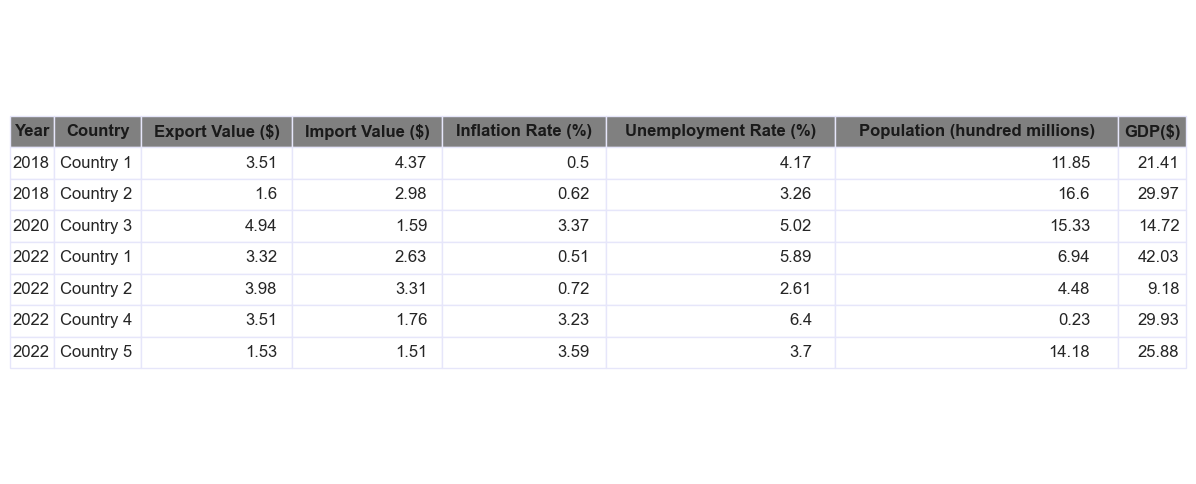 Year Country Export Value ($) Import Value ($) Inflation Rate (%) Unemployment Rate (%) Population (hundred millions) GDP($)
2018 Country 1 3.51 4.37 0.5 4.17 11.85 21.41
2018 Country 2 1.6 2.98 0.62 3.26 16.6 29.97
2020 Country 3 4.94 1.59 3.37 5.02 15.33 14.72
2022 Country 1 3.32 2.63 0.51 5.89 6.94 42.03
2022 Country 2 3.98 3.31 0.72 2.61 4.48 9.18
2022 Country 4 3.51 1.76 3.23 6.4 0.23 29.93
2022 Country 5 1.53 1.51 3.59 3.7 14.18 25.88